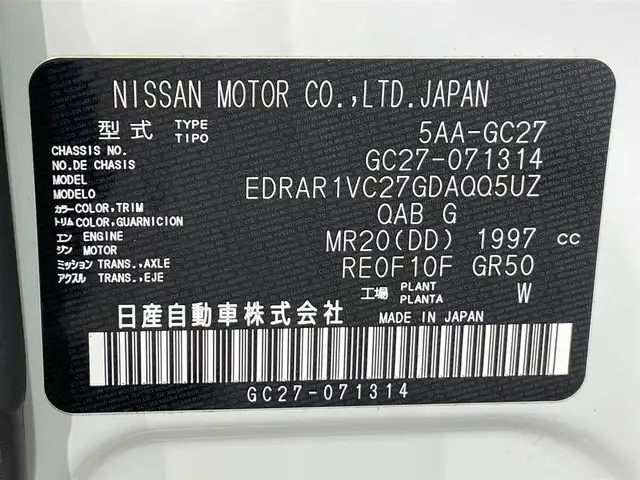 NISSAN MOTOR CO.,LTD.JAPAN
型式 TYPE TIPO 5AA-GC27
CHASSIS NO. NO.DE CHASIS GC27-071314
MODEL MODELO EDRAR1VC27GDAQQ5UZ
カラー COLOR,TRIM
トリム COLOR,GUARNICION QAB G
エン ENGINE
ジン MOTOR MR20(DD) 1997 cc
ミッション TRANS.,AXLE
アクスル TRANS.,EJE RE0F10F GR50
工場 PLANT PLANTA W
日産自動車株式会社 MADE IN JAPAN
GC27-071314